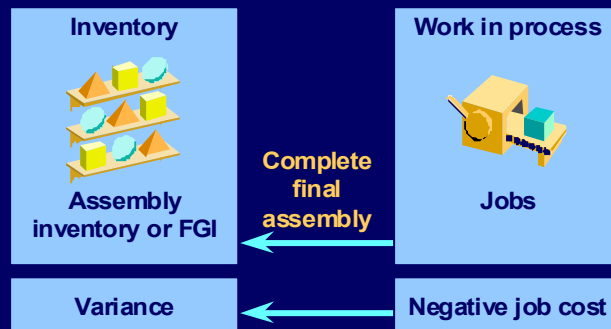 Inventory
Assembly
inventory or FGI
Complete
final
assembly
Work in process
Jobs
Variance
Negative job cost